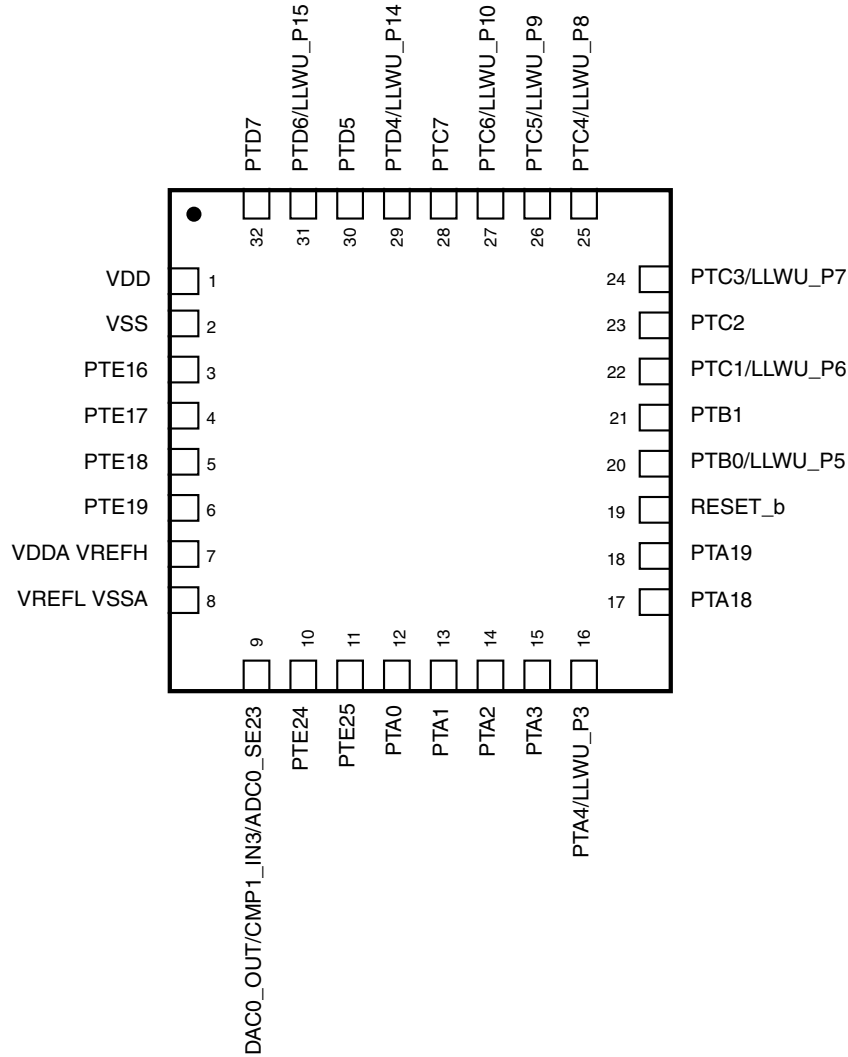 PTD7
PTD6/LLWU_P15
PTD5
PTD4/LLWU_P14
PTC7
PTC6/LLWU_P10
PTC5/LLWU_P9
PTC4/LLWU_P8
32
31
30
29
28
27
26
25
VDD 1
VSS 2
PTE16 3
PTE17 4
PTE18 5
PTE19 6
VDDA VREFH 7
VREFL VSSA 8
24 PTC3/LLWU_P7
23 PTC2
22 PTC1/LLWU_P6
21 PTB1
20 PTB0/LLWU_P5
19 RESET_b
18 PTA19
17 PTA18
9
10
11
12
13
14
15
16
DAC0_OUT/CMP1_IN3/ADC0_SE23
PTE24
PTE25
PTA0
PTA1
PTA2
PTA3
PTA4/LLWU_P3